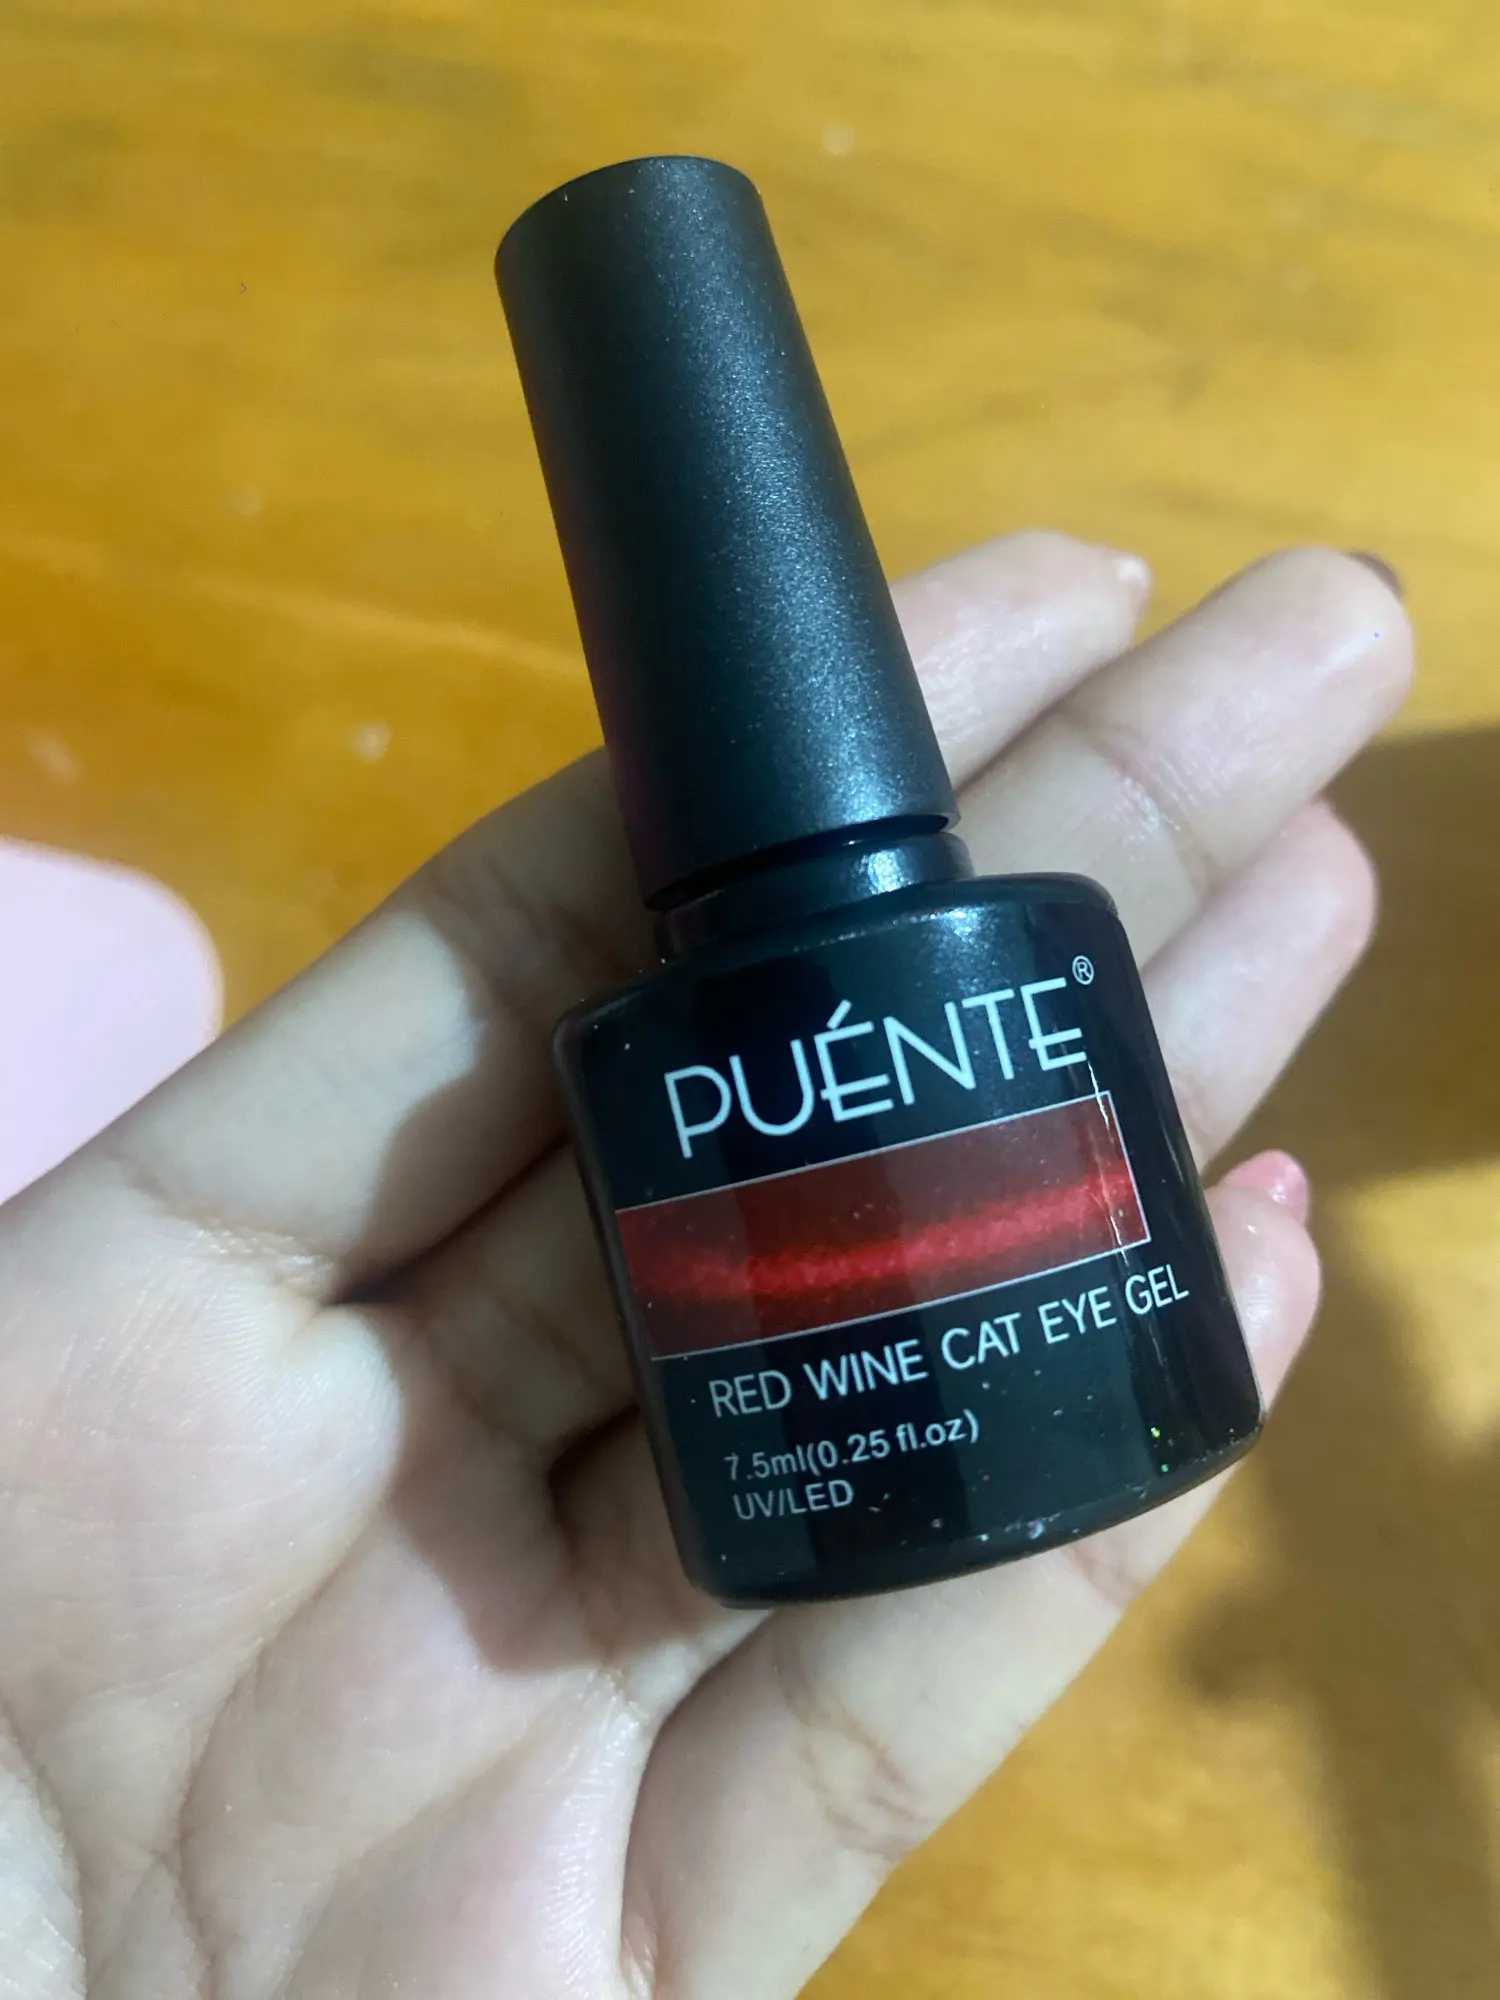 PUÉNTE®
RED WINE CAT EYE GEL
7.5ml(0.25 fl.oz)
UV/LED